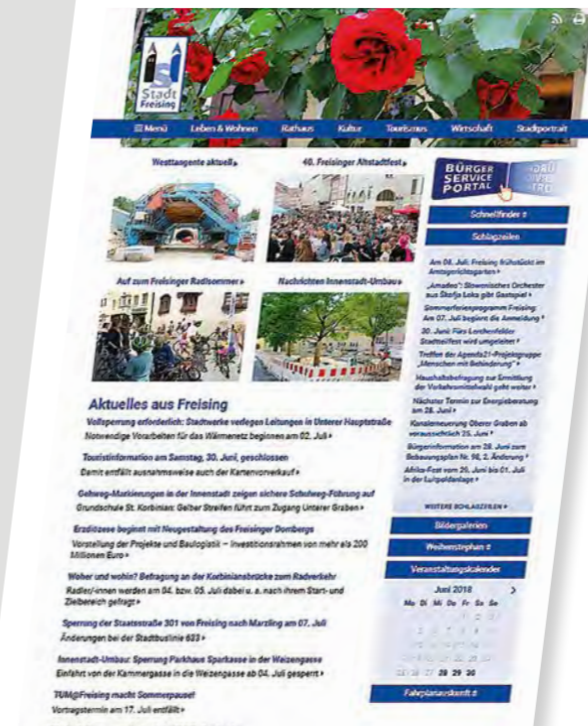 Stadt
Freising
Menü Leben & Wohnen Rathaus Kultur Tourismus Wirtschaft Stadtportrait
Westtangente aktuell
40. Freisinger Altstadtfest
Auf zum Freisinger Radlsommer
Nachrichten Innenstadt-Umbau
Aktuelles aus Freising
Vollsperrung erforderlich: Stadtwerke verlegen Leitungen in Unterer Hauptstraße
Notwendige Vorarbeiten für das Wärmenetz beginnen am 02. Juli
Touristinformation am Samstag, 30. Juni, geschlossen
Damit entfällt ausnahmsweise auch der Kartenvorverkauf
Gehweg-Markierungen in der Innenstadt zeigen sichere Schulweg-Führung auf
Grundschule St. Korbinian: Gelber Streifen führt zum Zugang Unterer Graben
Erzdiözese beginnt mit Neugestaltung des Freisinger Dombergs
Vorstellung der Projekte und Baulogistik – Investitionsrahmen von mehr als 200
Millionen Euro
Woher und wohin? Befragung an der Korbiniansbrücke zum Radverkehr
Radler/-innen werden am 04. bzw. 05. Juli dabei u. a. nach ihrem Start- und
Zielbereich gefragt
Sperrung der Staatsstraße 301 von Freising nach Marzling am 07. Juli
Änderungen bei der Stadtbuslinie 633
Innenstadt-Umbau: Sperrung Parkhaus Sparkasse in der Weizengasse
Einfahrt von der Kammergasse in die Weizengasse ab 04. Juli gesperrt
TUM@Freising macht Sommerpause!
Vortragstermin am 17. Juli entfällt
BÜRGER
SERVICE
PORTAL
Schnellfinder
Schlagzeilen
Am 08. Juli: Freising frühstückt im
Amtsgerichtsgarten
„Amadeo": Slowenisches Orchester
aus Škofja Loka gibt Gastspiel
Sommerferienprogramm Freising:
Am 07. Juli beginnt die Anmeldung
30. Juni: Fürs Lerchenfelder
Stadtteilfest wird umgeleitet
Treffen der Agenda21-Projektgruppe
„Menschen mit Behinderung"
Haushaltsbefragung zur Ermittlung
der Verkehrsmittelwahl geht weiter
Nächster Termin zur Energieberatung
am 28. Juni
Kanalerneuerung Oberer Graben ab
voraussichtlich 25. Juni
Bürgerinformation am 28. Juni zum
Bebauungsplan Nr. 98, 2. Änderung
Afrika-Fest vom 29. Juni bis 01. Juli
in der Luitpoldanlage
WEITERE SCHLAGZEILEN
Bildergalerien
Weihenstephan
Veranstaltungskalender
Juni 2018
Mo Di Mi Do Fr Sa So
28 29 30
Fahrplanauskunft